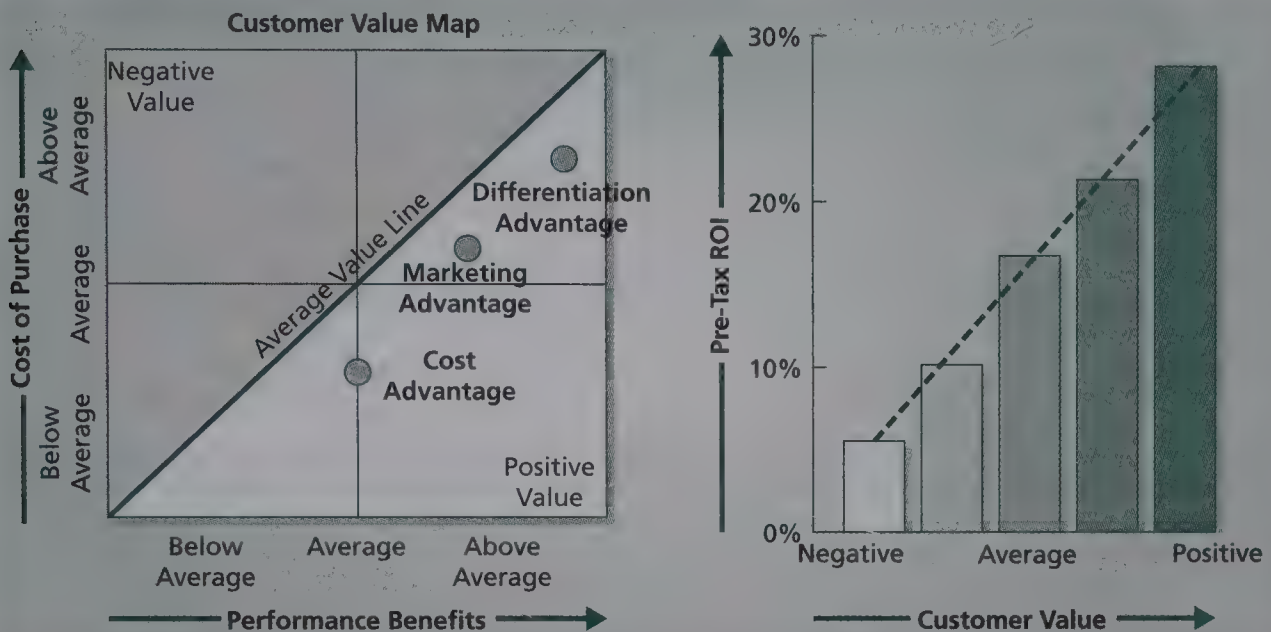 Customer Value Map
Negative
Value
Above
Average
Average
Below
Average
Cost of Purchase
Average Value Line
Differentiation
Advantage
Marketing
Advantage
Cost
Advantage
Positive
Value
Below
Average
Average
Above
Average
Performance Benefits
30%
20%
10%
0%
Pre-Tax ROI
Negative
Average
Positive
Customer Value